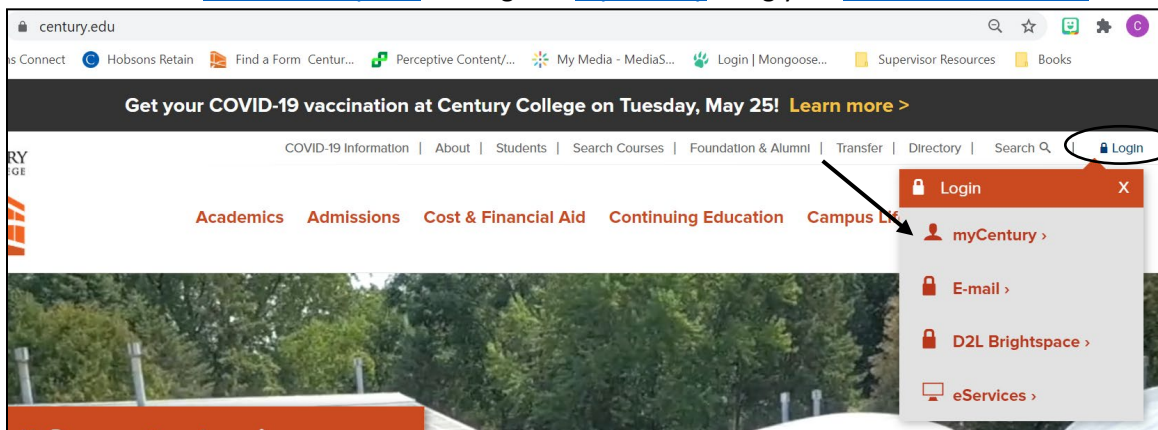 century.edu
ns Connect Hobsons Retain Find a Form Centur... Perceptive Content/... My Media - MediaS... Login | Mongoose... Supervisor Resources Books
Get your COVID-19 vaccination at Century College on Tuesday, May 25! Learn more >
COVID-19 Information | About | Students | Search Courses | Foundation & Alumni | Transfer | Directory | Search | Login
RY
EGE
Login X
Academics Admissions Cost & Financial Aid Continuing Education Campus Lif
myCentury ›
E-mail ›
D2L Brightspace ›
eServices ›